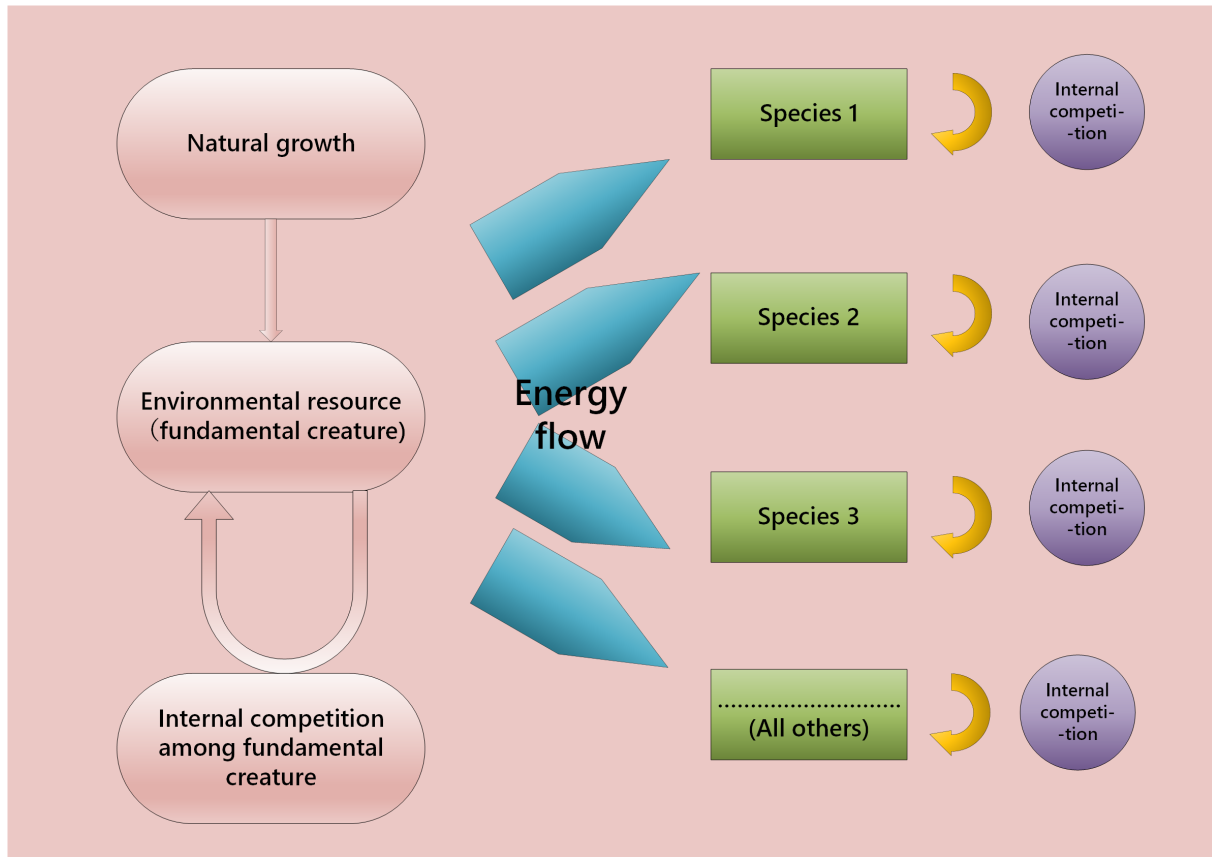 Natural growth
Environmental resource
（fundamental creature)
Internal competition
among fundamental
creature
Energy
flow
Species 1
Internal
competi-
-tion
Species 2
Internal
competi-
-tion
Species 3
Internal
competi-
-tion
...............................
(All others)
Internal
competi-
-tion